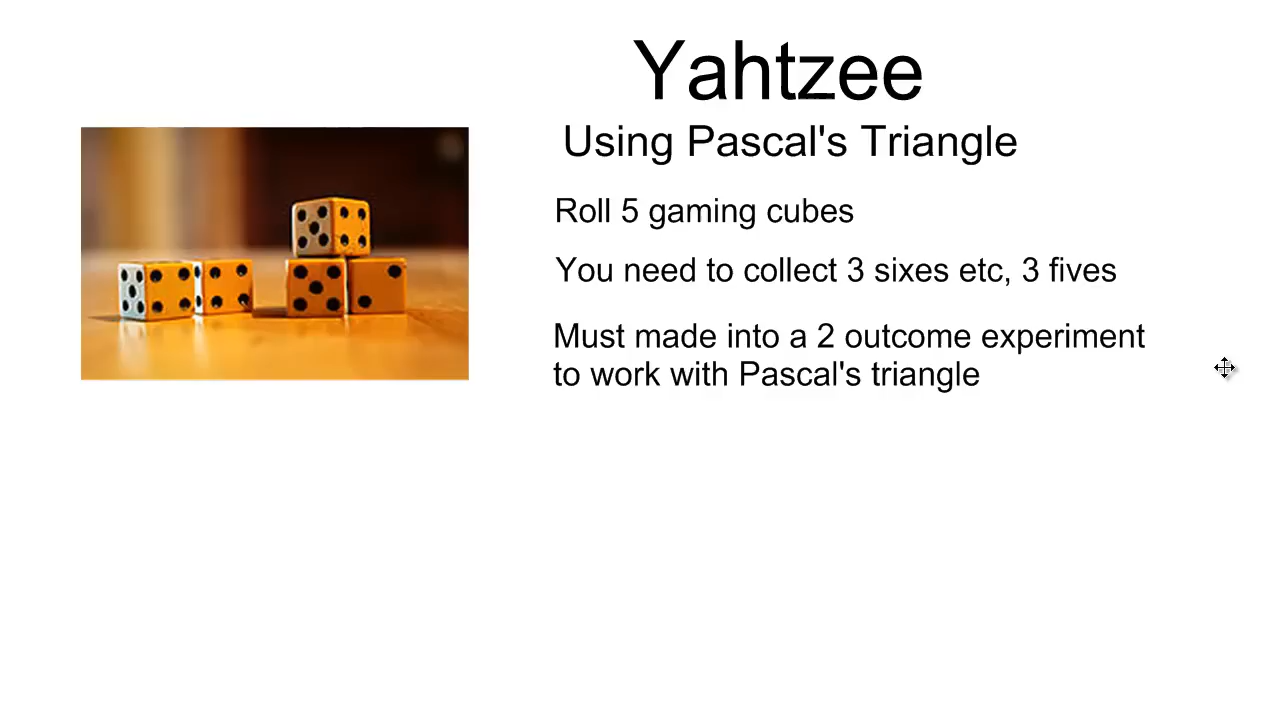 Yahtzee
Using Pascal's Triangle
Roll 5 gaming cubes
You need to collect 3 sixes etc, 3 fives
Must made into a 2 outcome experiment
to work with Pascal's triangle